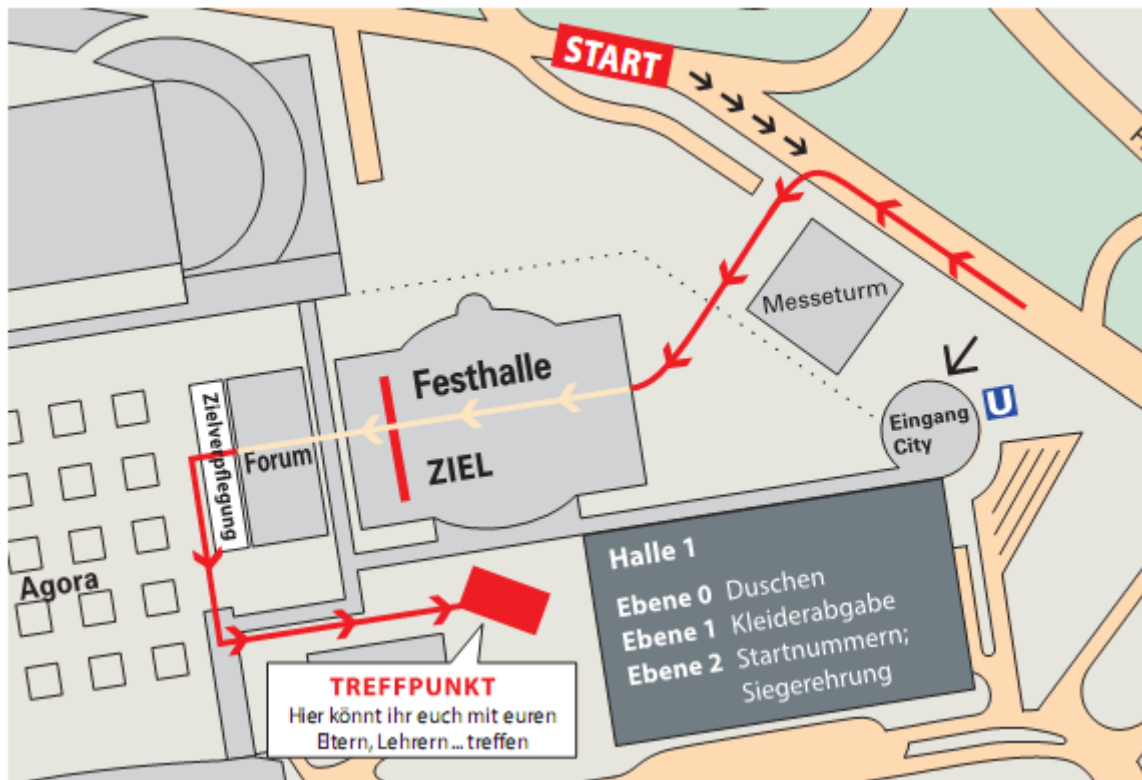 START
Messeturm
Festhalle
ZIEL
Eingang
City
U
Zielverpflegung
Forum
Agora
Halle 1
Ebene 0 Duschen
Ebene 1 Kleiderabgabe
Ebene 2 Startnummern;
Siegerehrung
TREFFPUNKT
Hier könnt ihr euch mit euren
Eltern, Lehrern ... treffen